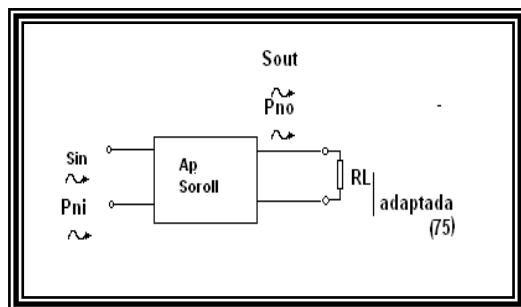 Sout
Pno
Sin
Pni
Ap
Soroll
RL
adaptada
(75)